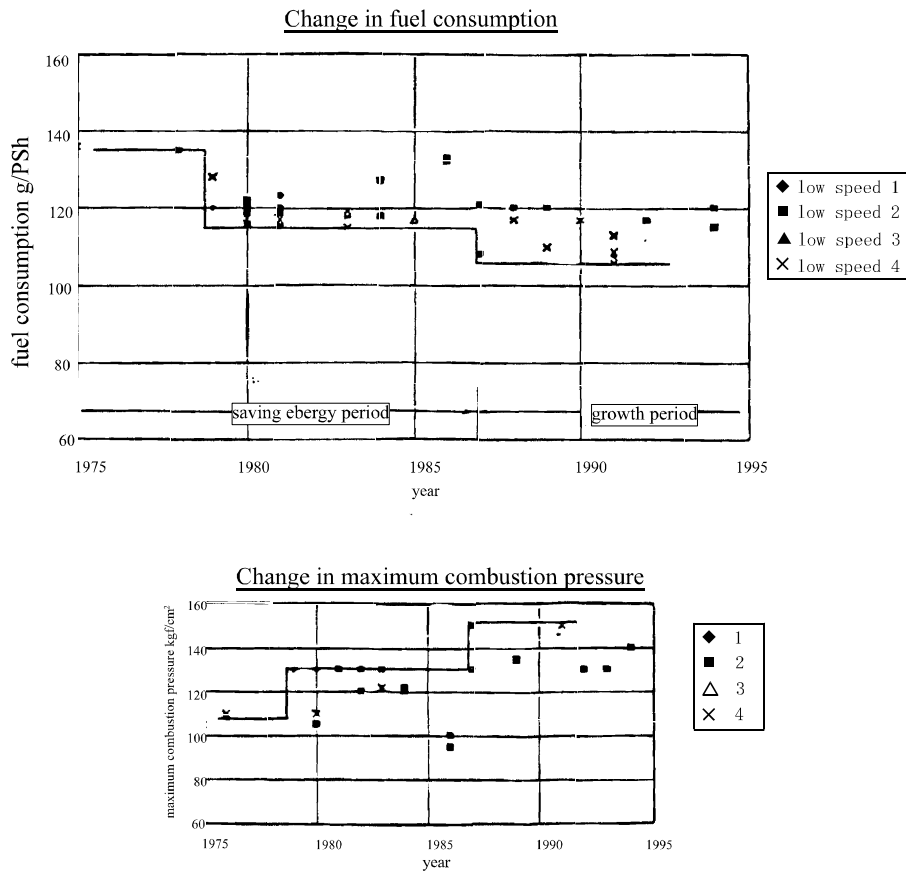 Change in fuel consumption
fuel consumption g/PSh
160
140
120
100
80
60
saving ebergy period
growth period
1975
1980
1985
1990
1995
year
low speed 1
low speed 2
low speed 3
low speed 4
Change in maximum combustion pressure
maximum combustion pressure kgf/cm²
160
140
120
100
80
60
1975
1980
1985
1990
1995
year
1
2
3
4